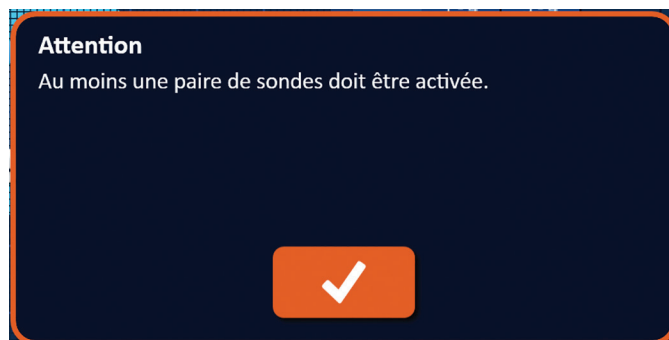 Attention
Au moins une paire de sondes doit être activée.